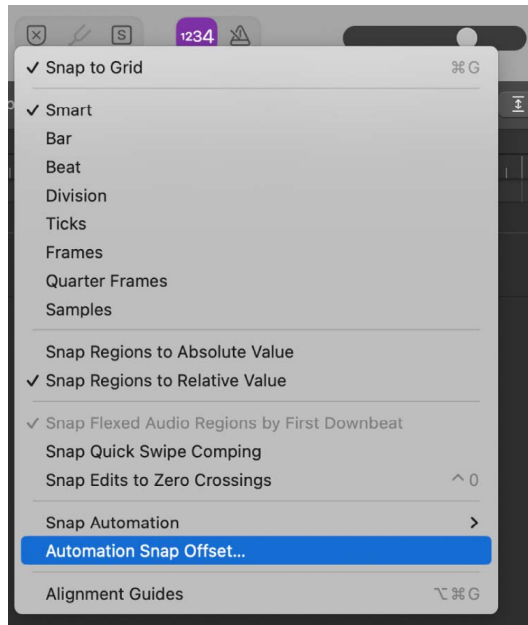 S
1234
✓ Snap to Grid ⌘G
✓ Smart
Bar
Beat
Division
Ticks
Frames
Quarter Frames
Samples
Snap Regions to Absolute Value
✓ Snap Regions to Relative Value
✓ Snap Flexed Audio Regions by First Downbeat
Snap Quick Swipe Comping
Snap Edits to Zero Crossings ^0
Snap Automation >
Automation Snap Offset...
Alignment Guides ⌥⌘G